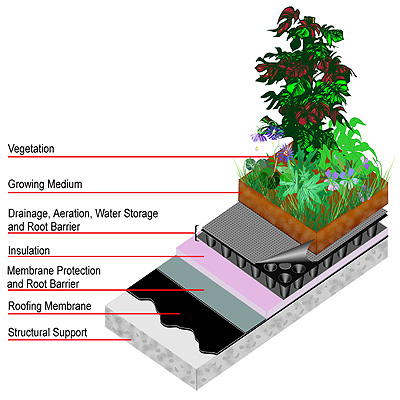 Vegetation
Growing Medium
Drainage, Aeration, Water Storage
and Root Barrier
Insulation
Membrane Protection
and Root Barrier
Roofing Membrane
Structural Support